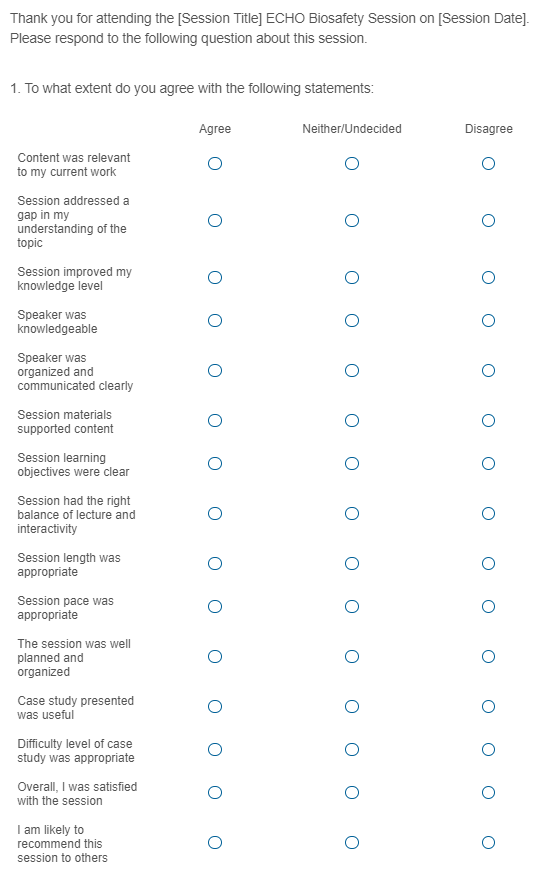 Thank you for attending the [Session Title] ECHO Biosafety Session on [Session Date].
Please respond to the following question about this session.
1. To what extent do you agree with the following statements:
Agree Neither/Undecided Disagree
Content was relevant
to my current work
Session addressed a
gap in my
understanding of the
topic
Session improved my
knowledge level
Speaker was
knowledgeable
Speaker was
organized and
communicated clearly
Session materials
supported content
Session learning
objectives were clear
Session had the right
balance of lecture and
interactivity
Session length was
appropriate
Session pace was
appropriate
The session was well
planned and
organized
Case study presented
was useful
Difficulty level of case
study was appropriate
Overall, I was satisfied
with the session
I am likely to
recommend this
session to others